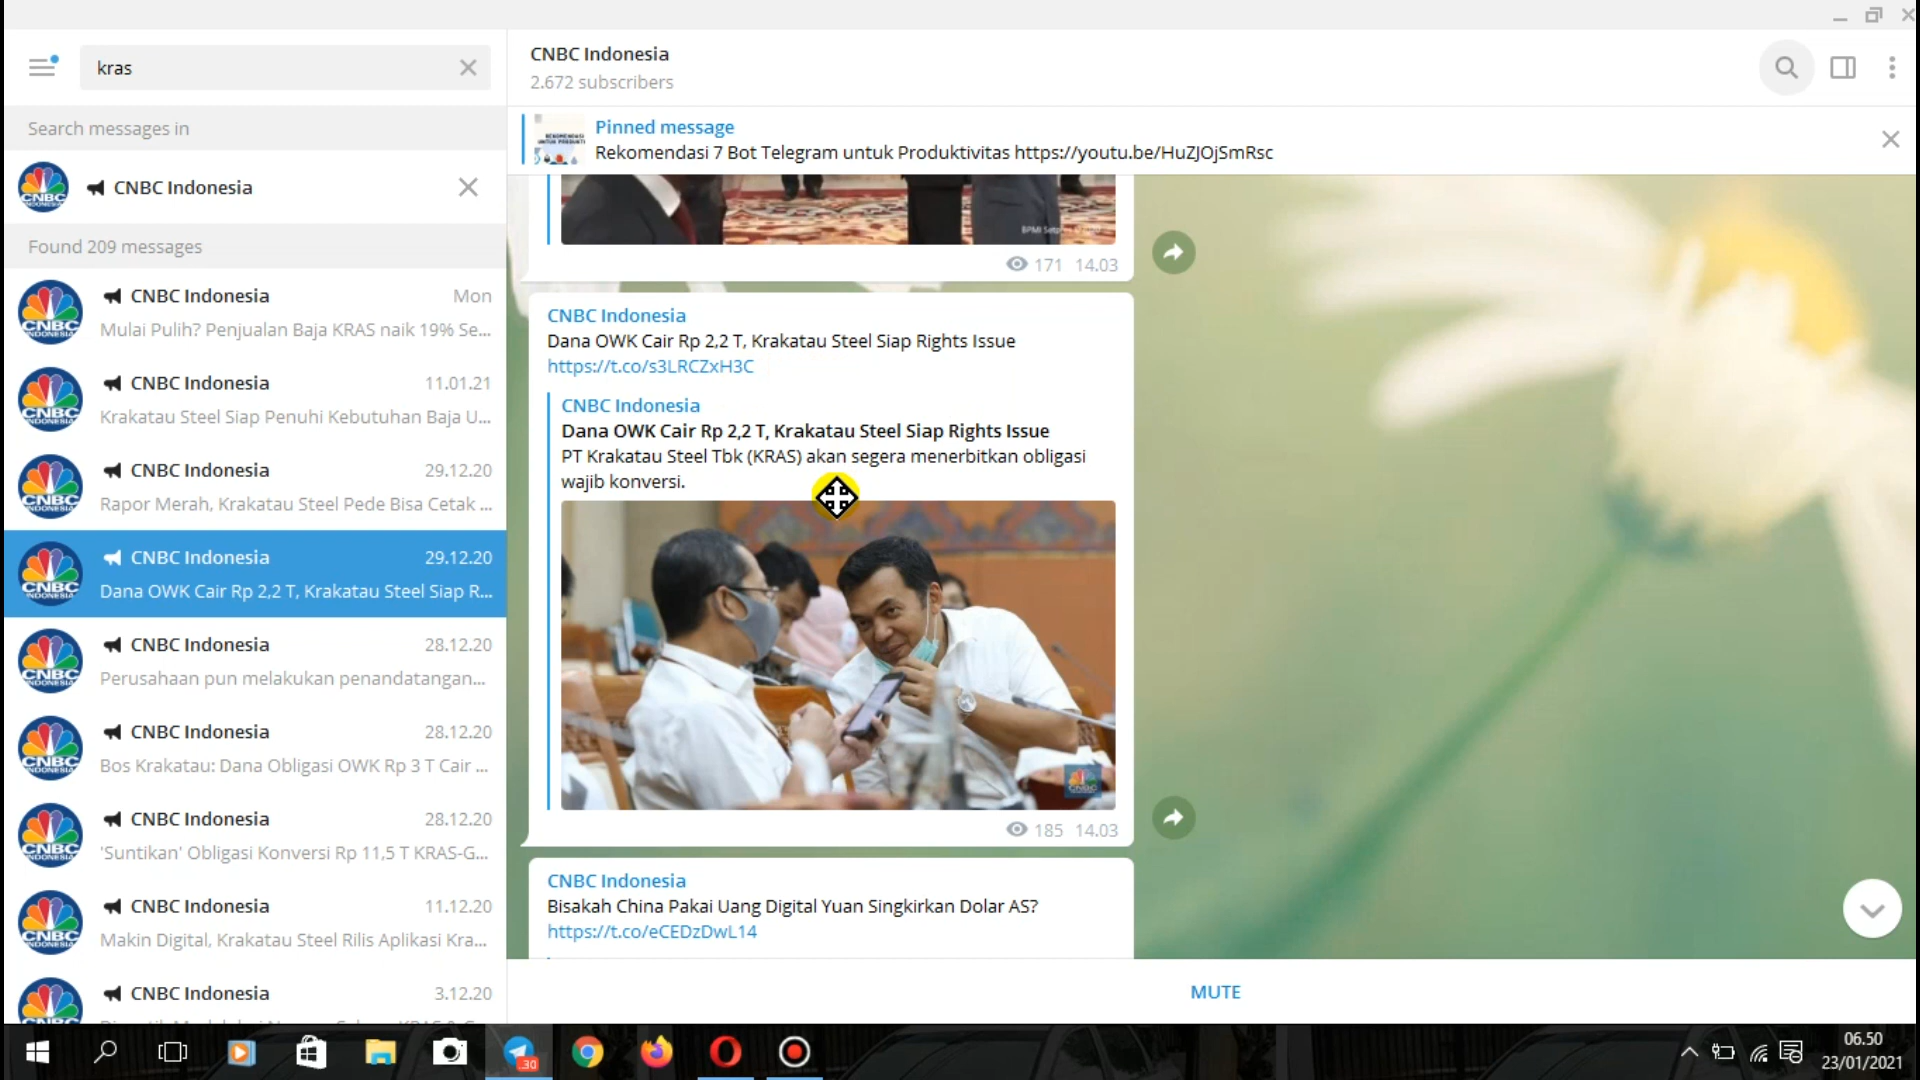 kras
Search messages in
CNBC Indonesia
Found 209 messages
CNBC Indonesia Mon
Mulai Pulih? Penjualan Baja KRAS naik 19% Se...
CNBC Indonesia 11.01.21
Krakatau Steel Siap Penuhi Kebutuhan Baja U...
CNBC Indonesia 29.12.20
Rapor Merah, Krakatau Steel Pede Bisa Cetak ...
CNBC Indonesia 29.12.20
Dana OWK Cair Rp 2,2 T, Krakatau Steel Siap R...
CNBC Indonesia 28.12.20
Perusahaan pun melakukan penandatangan...
CNBC Indonesia 28.12.20
Bos Krakatau: Dana Obligasi OWK Rp 3 T Cair ...
CNBC Indonesia 28.12.20
'Suntikan' Obligasi Konversi Rp 11,5 T KRAS-G...
CNBC Indonesia 11.12.20
Makin Digital, Krakatau Steel Rilis Aplikasi Kra...
CNBC Indonesia 3.12.20
CNBC Indonesia
2.672 subscribers
Pinned message
Rekomendasi 7 Bot Telegram untuk Produktivitas https://youtu.be/HuZJOjSmRsc
171 14.03
CNBC Indonesia
Dana OWK Cair Rp 2,2 T, Krakatau Steel Siap Rights Issue
https://t.co/s3LRCZxH3C
CNBC Indonesia
Dana OWK Cair Rp 2,2 T, Krakatau Steel Siap Rights Issue
PT Krakatau Steel Tbk (KRAS) akan segera menerbitkan obligasi
wajib konversi.
185 14.03
CNBC Indonesia
Bisakah China Pakai Uang Digital Yuan Singkirkan Dolar AS?
https://t.co/eCEDzDwL14
MUTE
.30
06.50
23/01/2021